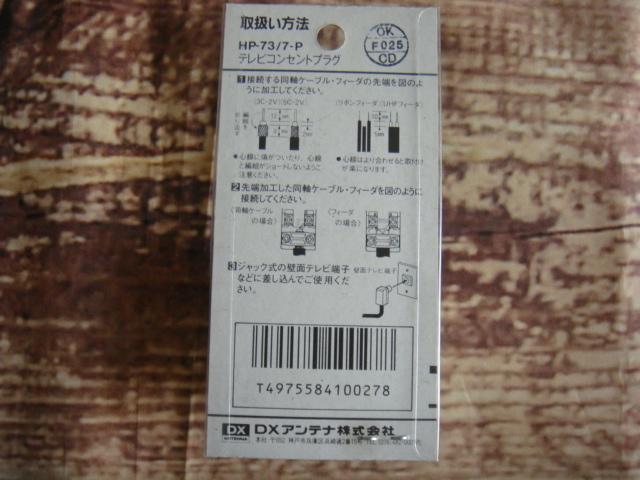 取扱い方法
HP-73/7-P
テレビコンセントプラグ
OK
F025
CD
1 接続する同軸ケーブル・フィーダの先端を図のよ
うに加工してください。
(3C-2V)(5C-2V)
(リボンフィーダ)(UHFフィーダ)
●心線に傷がついたり、心線
と編組がショートしないようご
注意ください。
●心線はより合わせると取付け
が楽になります。
2 先端加工した同軸ケーブル・フィーダを図のように
接続してください。
〈同軸ケーブル
の場合〉
〈フィーダ
の場合〉
3 ジャック式の壁面テレビ端子
などに差し込んでご使用くだ
さい。
壁面テレビ端子
T4975584100278
DX
ANTENNA
DXアンテナ株式会社